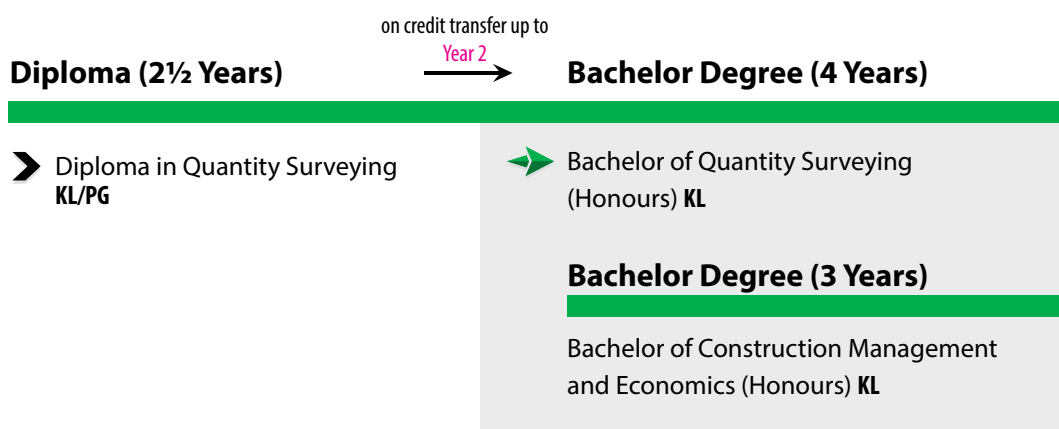 on credit transfer up to
Year 2
Diploma (2½ Years)
Bachelor Degree (4 Years)
Diploma in Quantity Surveying
KL/PG
Bachelor of Quantity Surveying
(Honours) KL
Bachelor Degree (3 Years)
Bachelor of Construction Management
and Economics (Honours) KL